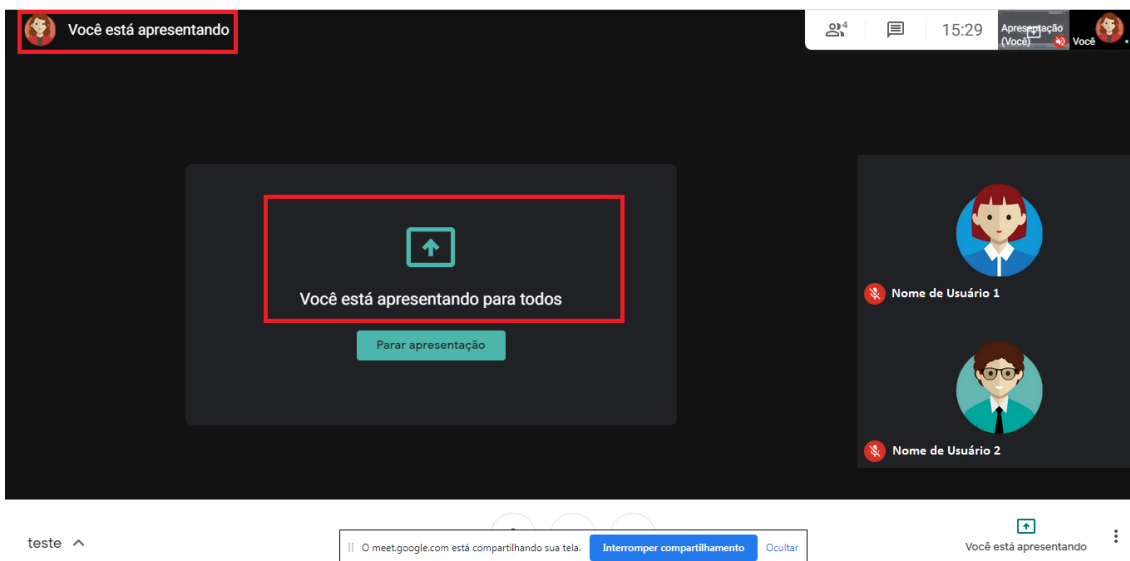 Você está apresentando
4
15:29
Apresentação
(Você)
Você
Você está apresentando para todos
Parar apresentação
Nome de Usuário 1
Nome de Usuário 2
teste
O meet.google.com está compartilhando sua tela. Interromper compartilhamento Ocultar
Você está apresentando